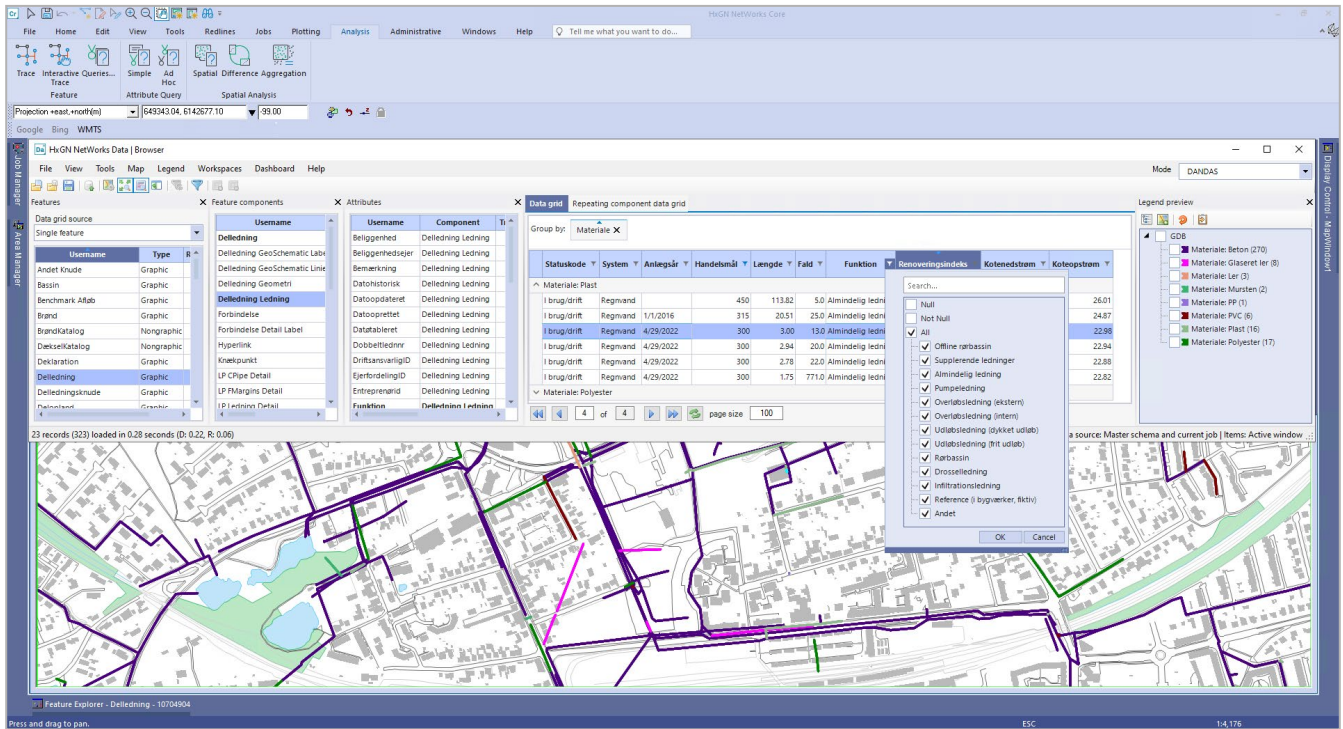 Cr
HxGN NetWorks Core
File Home Edit View Tools Redlines Jobs Plotting Analysis Administrative Windows Help Tell me what you want to do...
Trace Interactive Trace Queries... Simple Ad Hoc Spatial Difference Aggregation
Feature Attribute Query Spatial Analysis
Projection +east,+north(m) 649343.04, 6142677.10 -99.00
Google Bing WMTS
Job Manager
Area Manager
Display Control - MapWindow1
Da HxGN NetWorks Data | Browser
File View Tools Map Legend Workspaces Dashboard Help Mode DANDAS
Features X Feature components X Attributes X Data grid Repeating component data grid Legend preview X
Data grid source
Single feature
Username Type R
Andet Knude Graphic
Bassin Graphic
Benchmark Afløb Graphic
Brønd Graphic
BrøndKatalog Nongraphic
DækselKatalog Nongraphic
Deklaration Graphic
Delledning Graphic
Delledningsknude Graphic
Delopland Graphic
Username
Delledning
Delledning GeoSchematic Labe
Delledning GeoSchematic Linie
Delledning Geometri
Delledning Ledning
Forbindelse
Forbindelse Detail Label
Hyperlink
Knækpunkt
LP CPipe Detail
LP FMargins Detail
LP Ledning Detail
Username Component
Beliggenhed Delledning Ledning
Beliggenhedsejer Delledning Ledning
Bemærkning Delledning Ledning
Datohistorisk Delledning Ledning
Datoopdateret Delledning Ledning
Datooprettet Delledning Ledning
Datøtableret Delledning Ledning
Dobbeltlednnr Delledning Ledning
DriftsansvarligID Delledning Ledning
EjerfordelingID Delledning Ledning
Entreprenørid Delledning Ledning
Funktion Delledning Ledning
Group by: Materiale X
Statuskode System Anlægsår Handelsmål Længde Fald Funktion Renoveringsindeks Kotenedstrøm Koteopstrøm
Materiale: Plast
I brug/drift Regnvand 450 113.82 5.0 Almindelig ledni 26.01
I brug/drift Regnvand 1/1/2016 315 20.51 25.0 Almindelig ledni 24.87
I brug/drift Regnvand 4/29/2022 300 3.00 13.0 Almindelig ledni 22.98
I brug/drift Regnvand 4/29/2022 300 2.94 20.0 Almindelig ledni 22.94
I brug/drift Regnvand 4/29/2022 300 2.78 22.0 Almindelig ledni 22.88
I brug/drift Regnvand 4/29/2022 300 1.75 771.0 Almindelig ledni 22.82
Materiale: Polyester
4 of 4 page size 100
Search...
Null
Not Null
All
Offline rørbassin
Supplerende ledninger
Almindelig ledning
Pumpeledning
Overløbsledning (ekstern)
Overløbsledning (intern)
Udløbsledning (dykket udløb)
Udløbsledning (frit udløb)
Rørbassin
Drosselledning
Infiltrationsledning
Reference (i bygværker, fiktiv)
Andet
OK Cancel
GDB
Materiale: Beton (270)
Materiale: Glaseret ler (8)
Materiale: Ler (3)
Materiale: Mursten (2)
Materiale: PP (1)
Materiale: PVC (6)
Materiale: Plast (16)
Materiale: Polyester (17)
23 records (323) loaded in 0.28 seconds (D: 0.22, R: 0.06) a source: Master schema and current job | Items: Active window
Feature Explorer - Delledning - 10704904
Press and drag to pan. ESC 1:4,176